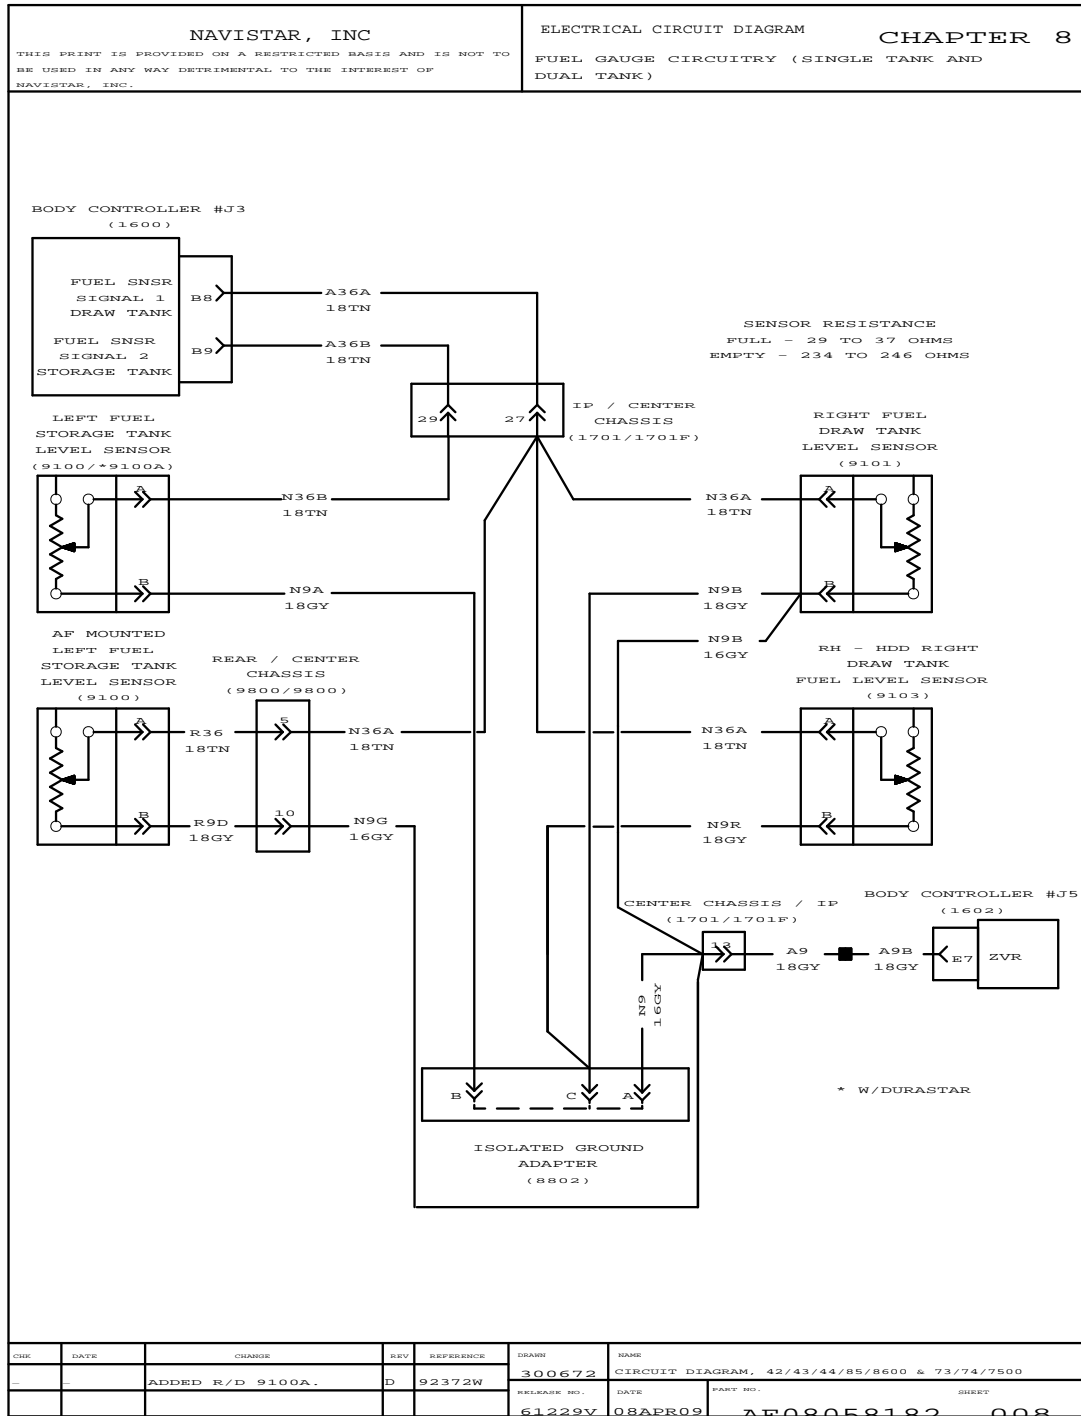 NAVISTAR, INC
THIS PRINT IS PROVIDED ON A RESTRICTED BASIS AND IS NOT TO
BE USED IN ANY WAY DETRIMENTAL TO THE INTEREST OF
NAVISTAR, INC.
ELECTRICAL CIRCUIT DIAGRAM
CHAPTER 8
FUEL GAUGE CIRCUITRY (SINGLE TANK AND
DUAL TANK)
BODY CONTROLLER #J3
(1600)
FUEL SNSR
SIGNAL 1
DRAW TANK
B8
A36A
18TN
FUEL SNSR
SIGNAL 2
STORAGE TANK
B9
A36B
18TN
SENSOR RESISTANCE
FULL - 29 TO 37 OHMS
EMPTY - 234 TO 246 OHMS
29
27
IP / CENTER
CHASSIS
(1701/1701F)
LEFT FUEL
STORAGE TANK
LEVEL SENSOR
(9100/*9100A)
RIGHT FUEL
DRAW TANK
LEVEL SENSOR
(9101)
A
N36B
18TN
N36A
18TN
A
B
N9A
18GY
N9B
18GY
B
N9B
16GY
AF MOUNTED
LEFT FUEL
STORAGE TANK
LEVEL SENSOR
(9100)
REAR / CENTER
CHASSIS
(9800/9800)
RH - HDD RIGHT
DRAW TANK
FUEL LEVEL SENSOR
(9103)
A
R36
18TN
5
N36A
18TN
N36A
18TN
A
B
R9D
18GY
10
N9G
16GY
N9R
18GY
B
CENTER CHASSIS / IP
(1701/1701F)
BODY CONTROLLER #J5
(1602)
12
A9
18GY
A9B
18GY
E7
ZVR
N9
16GY
B
C
A
* W/DURASTAR
ISOLATED GROUND
ADAPTER
(8802)
CHK
DATE
CHANGE
REV
REFERENCE
DRAWN
NAME
-
-
ADDED R/D 9100A.
D
92372W
300672
CIRCUIT DIAGRAM, 42/43/44/85/8600 & 73/74/7500
RELEASE NO.
DATE
PART NO.
SHEET
61229V
08APR09
AF08058182
008